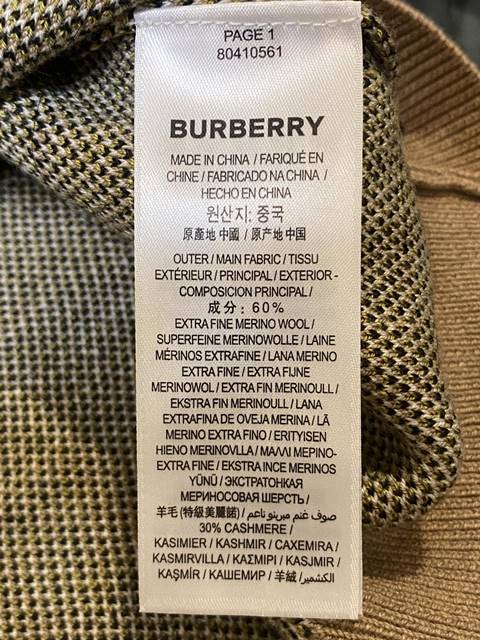 PAGE 1
80410561
BURBERRY
MADE IN CHINA / FARIQUÉ EN
CHINE / FABRICADO NA CHINA /
HECHO EN CHINA
원산지: 중국
原產地 中國 / 原产地 中国
OUTER / MAIN FABRIC / TISSU
EXTÉRIEUR / PRINCIPAL / EXTERIOR -
COMPOSICION PRINCIPAL /
成分: 60%
EXTRA FINE MERINO WOOL /
SUPERFEINE MERINOWOLLE / LAINE
MÉRINOS EXTRAFINE / LANA MERINO
EXTRA FINE / EXTRA FIJNE
MERINOWOL / EXTRA FIN MERINOULL /
EKSTRA FIN MERINOULL / LANA
EXTRAFINA DE OVEJA MERINA / LÃ
MERINO EXTRA FINO / ERITYISEN
HIENO MERINOVLLA / ΜΑΛΛΙ ΜΕΡΙΝΟ-
EXTRA FINE / EKSTRA INCE MERINOS
YÜNÜ / ЭКСТРАТОНКАЯ
МЕРИНОСОВАЯ ШЕРСТЬ /
羊毛 (特級美麗諾) / صوف غنم ميرينو ناعم /
30% CASHMERE /
KASIMIER / KASHMIR / CAXEMIRA /
KASMIRVILLA / ΚΑΣΜΙΡΙ / KASJMIR /
KAŞMİR / КАШЕМИР / 羊絨 / الكشمير